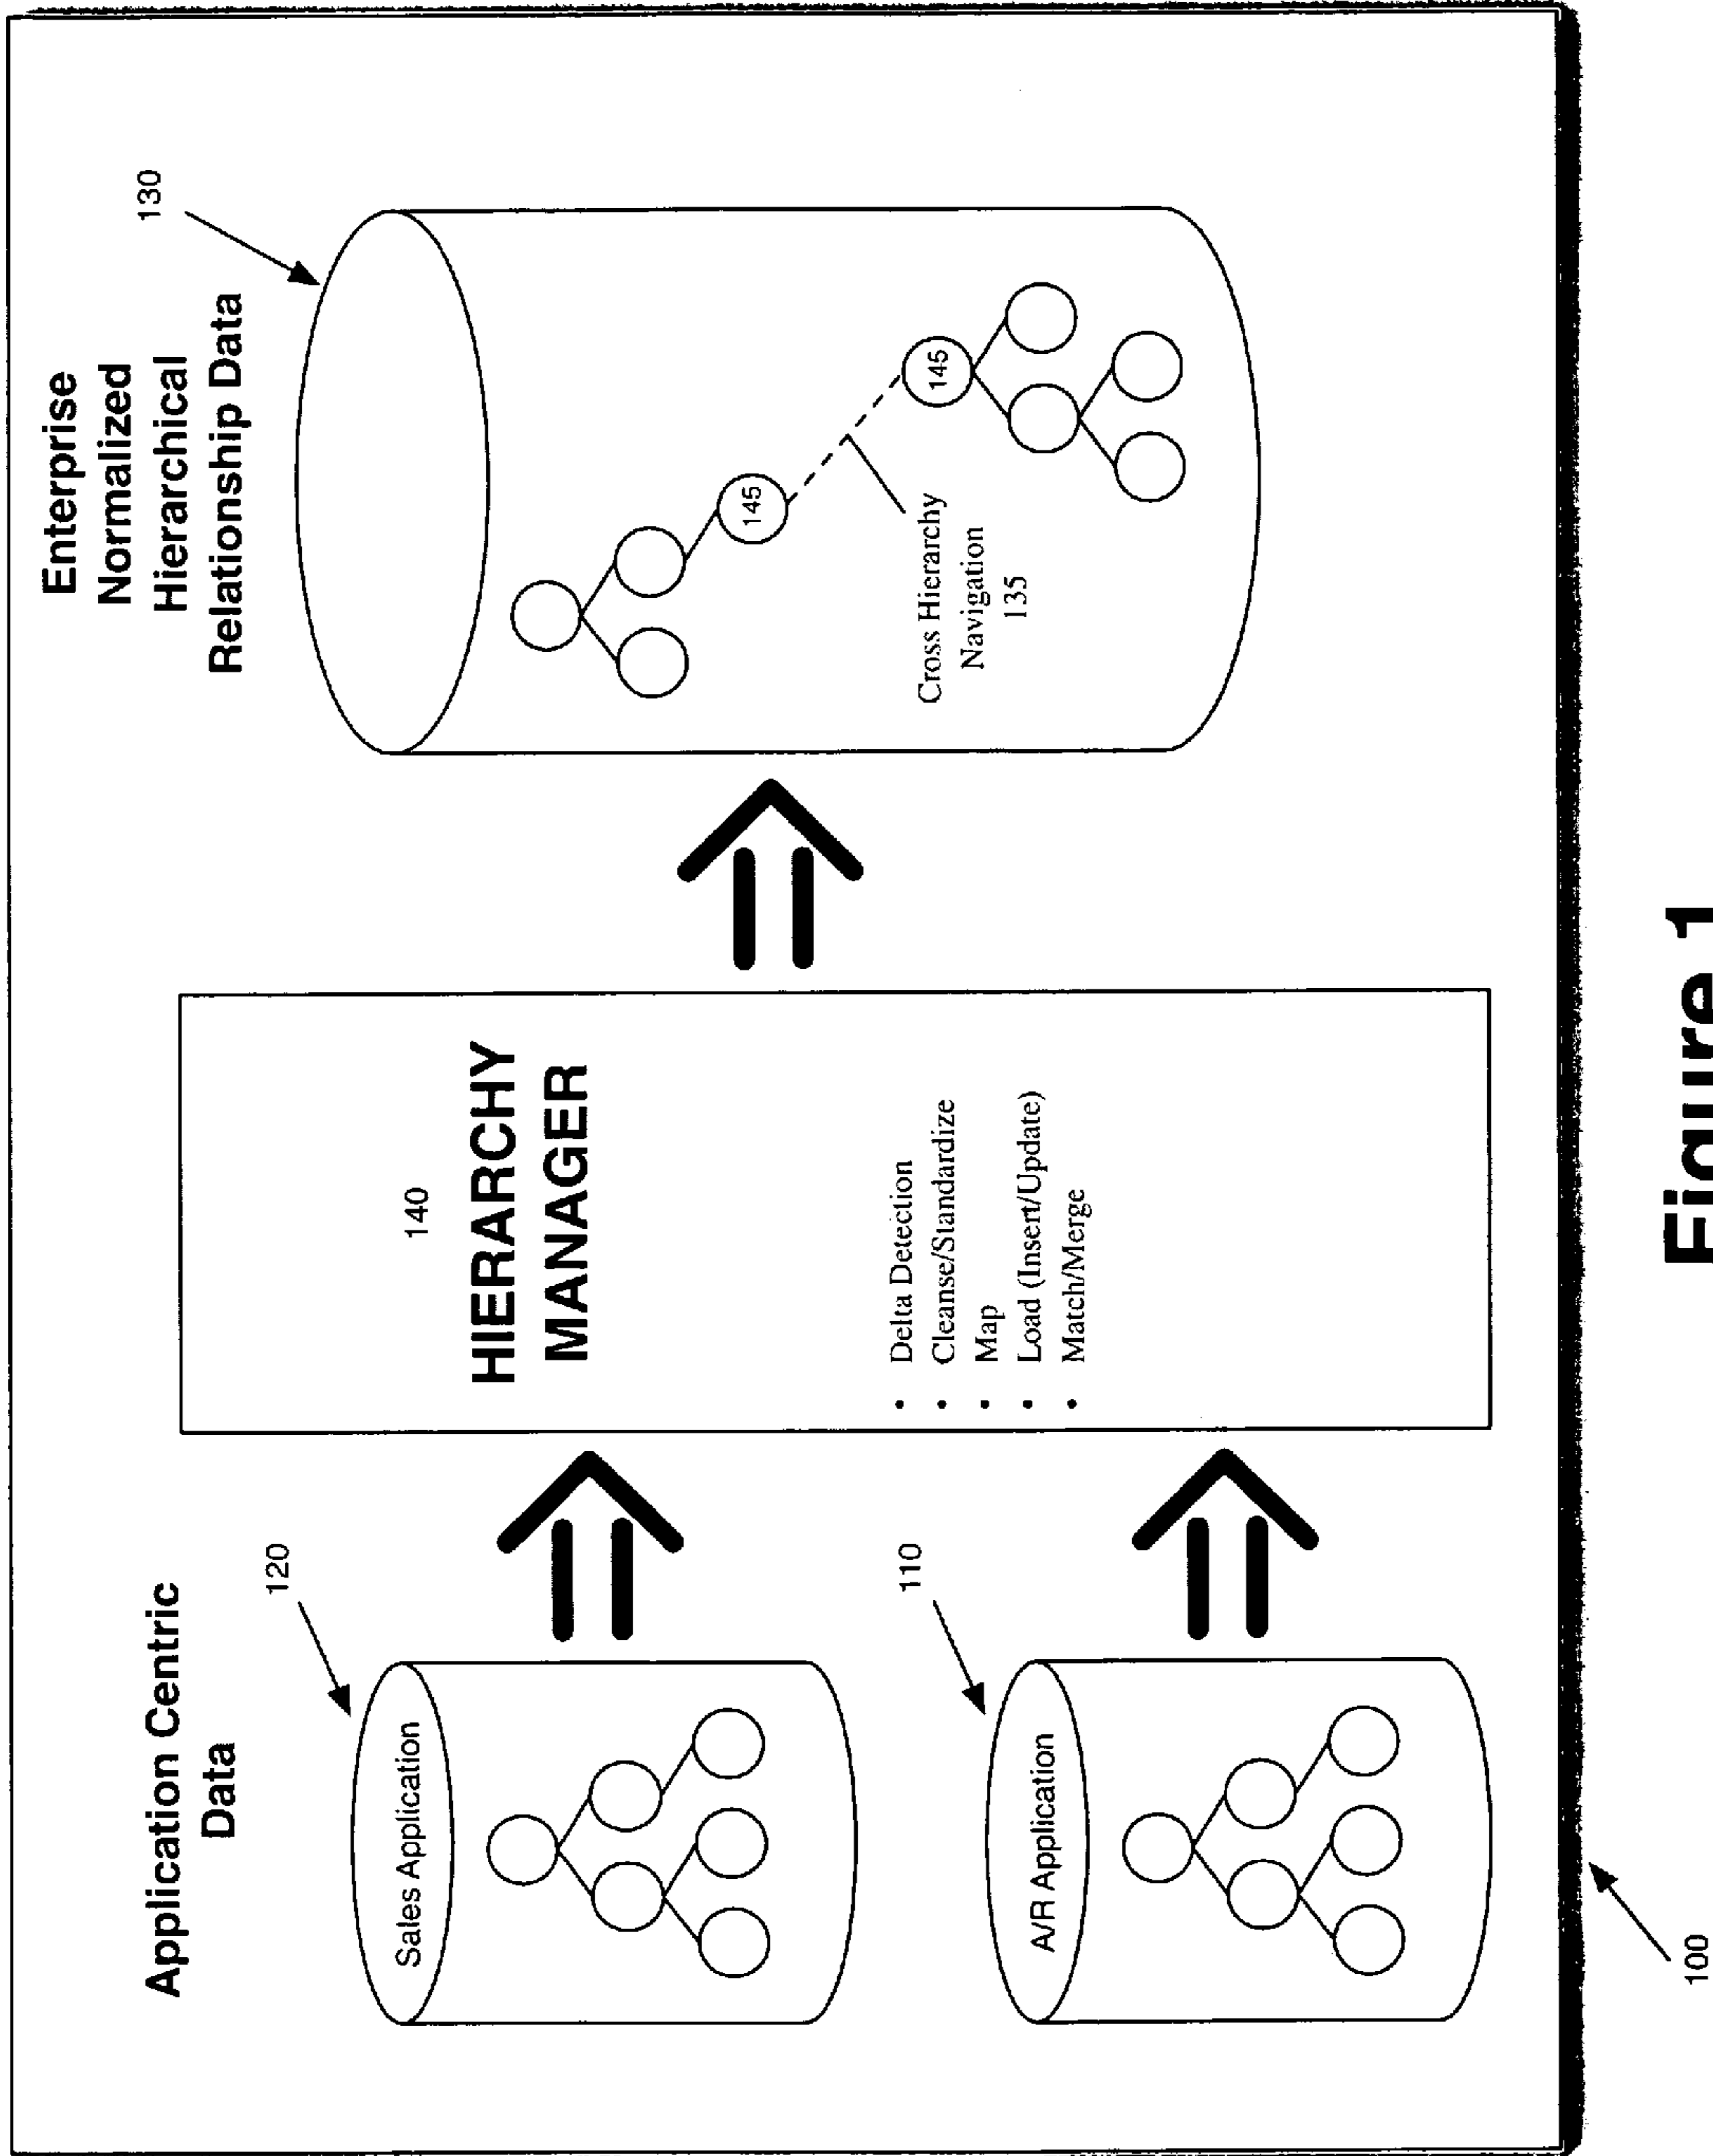 Application Centric
Data
120
Sales Application
110
A/R Application
140
HIERARCHY
MANAGER
• Delta Detection
• Cleanse/Standardize
• Map
• Load (Insert/Update)
• Match/Merge
Enterprise
Normalized
Hierarchical
Relationship Data
130
145
145
Cross Hierarchy
Navigation
135
100
Figure 1